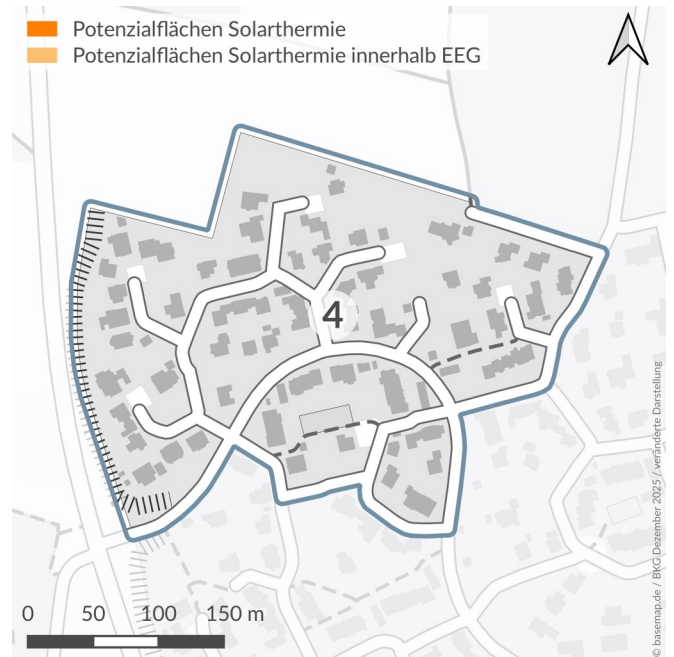 Potenzialflächen Solarthermie
Potenzialflächen Solarthermie innerhalb EEG
4
0 50 100 150 m
© basemap.de / BKG Dezember 2025 / veränderte Darstellung